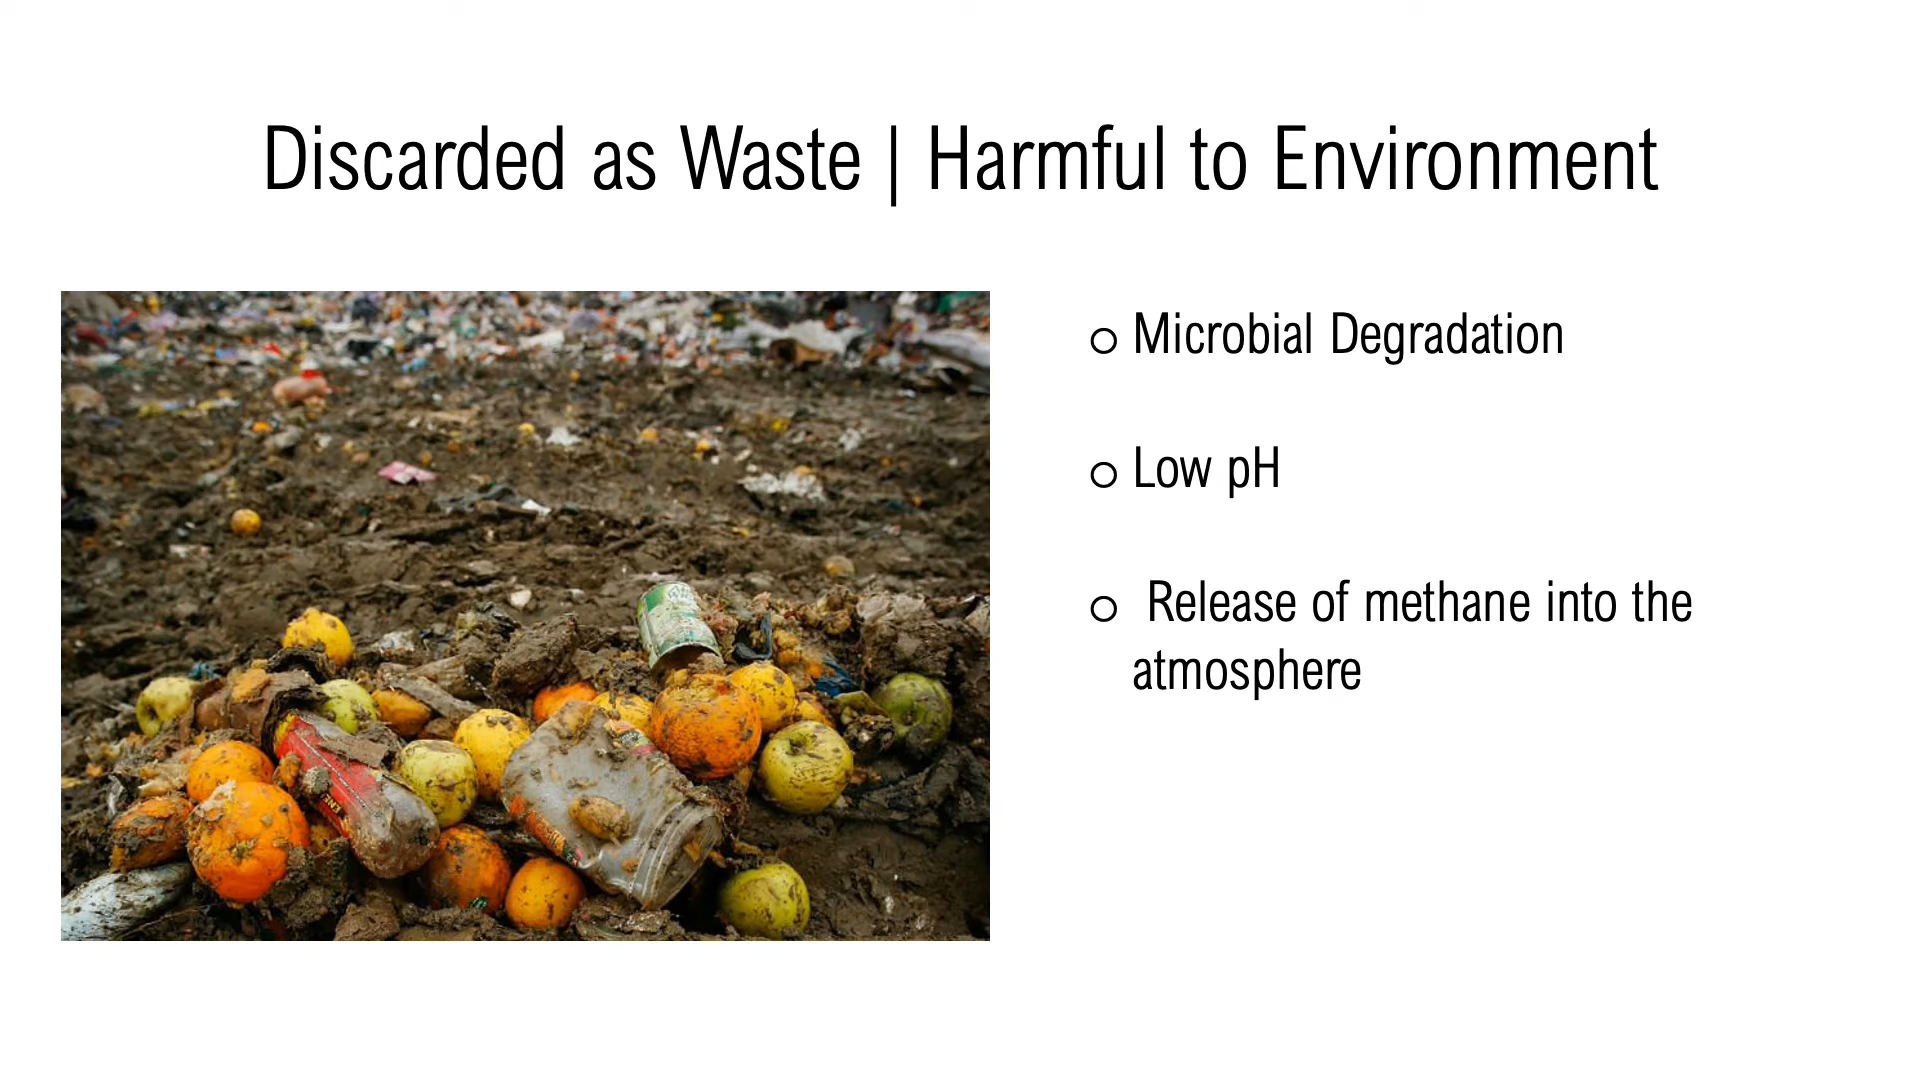 Discarded as Waste | Harmful to Environment
○ Microbial Degradation
○ Low pH
○ Release of methane into the
atmosphere